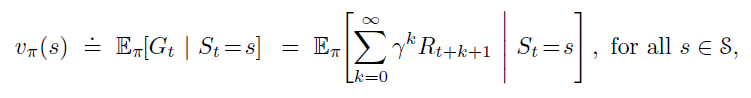 v_π(s) ≐ 𝔼_π[G_t | S_t=s] = 𝔼_π[∑_{k=0}^{∞} γ^k R_{t+k+1} | S_t=s], for all s ∈ 𝒮,